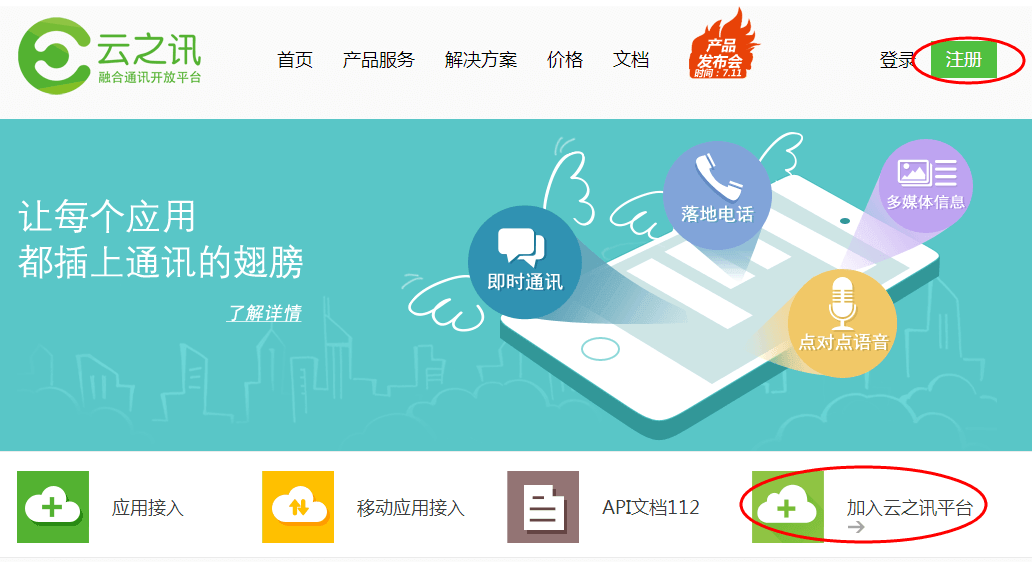 云之讯
融合通讯开放平台
首页
产品服务
解决方案
价格
文档
产品
发布会
时间：7.11
登录
注册
让每个应用
都插上通讯的翅膀
了解详情
即时通讯
落地电话
多媒体信息
点对点语音
应用接入
移动应用接入
API文档112
加入云之讯平台